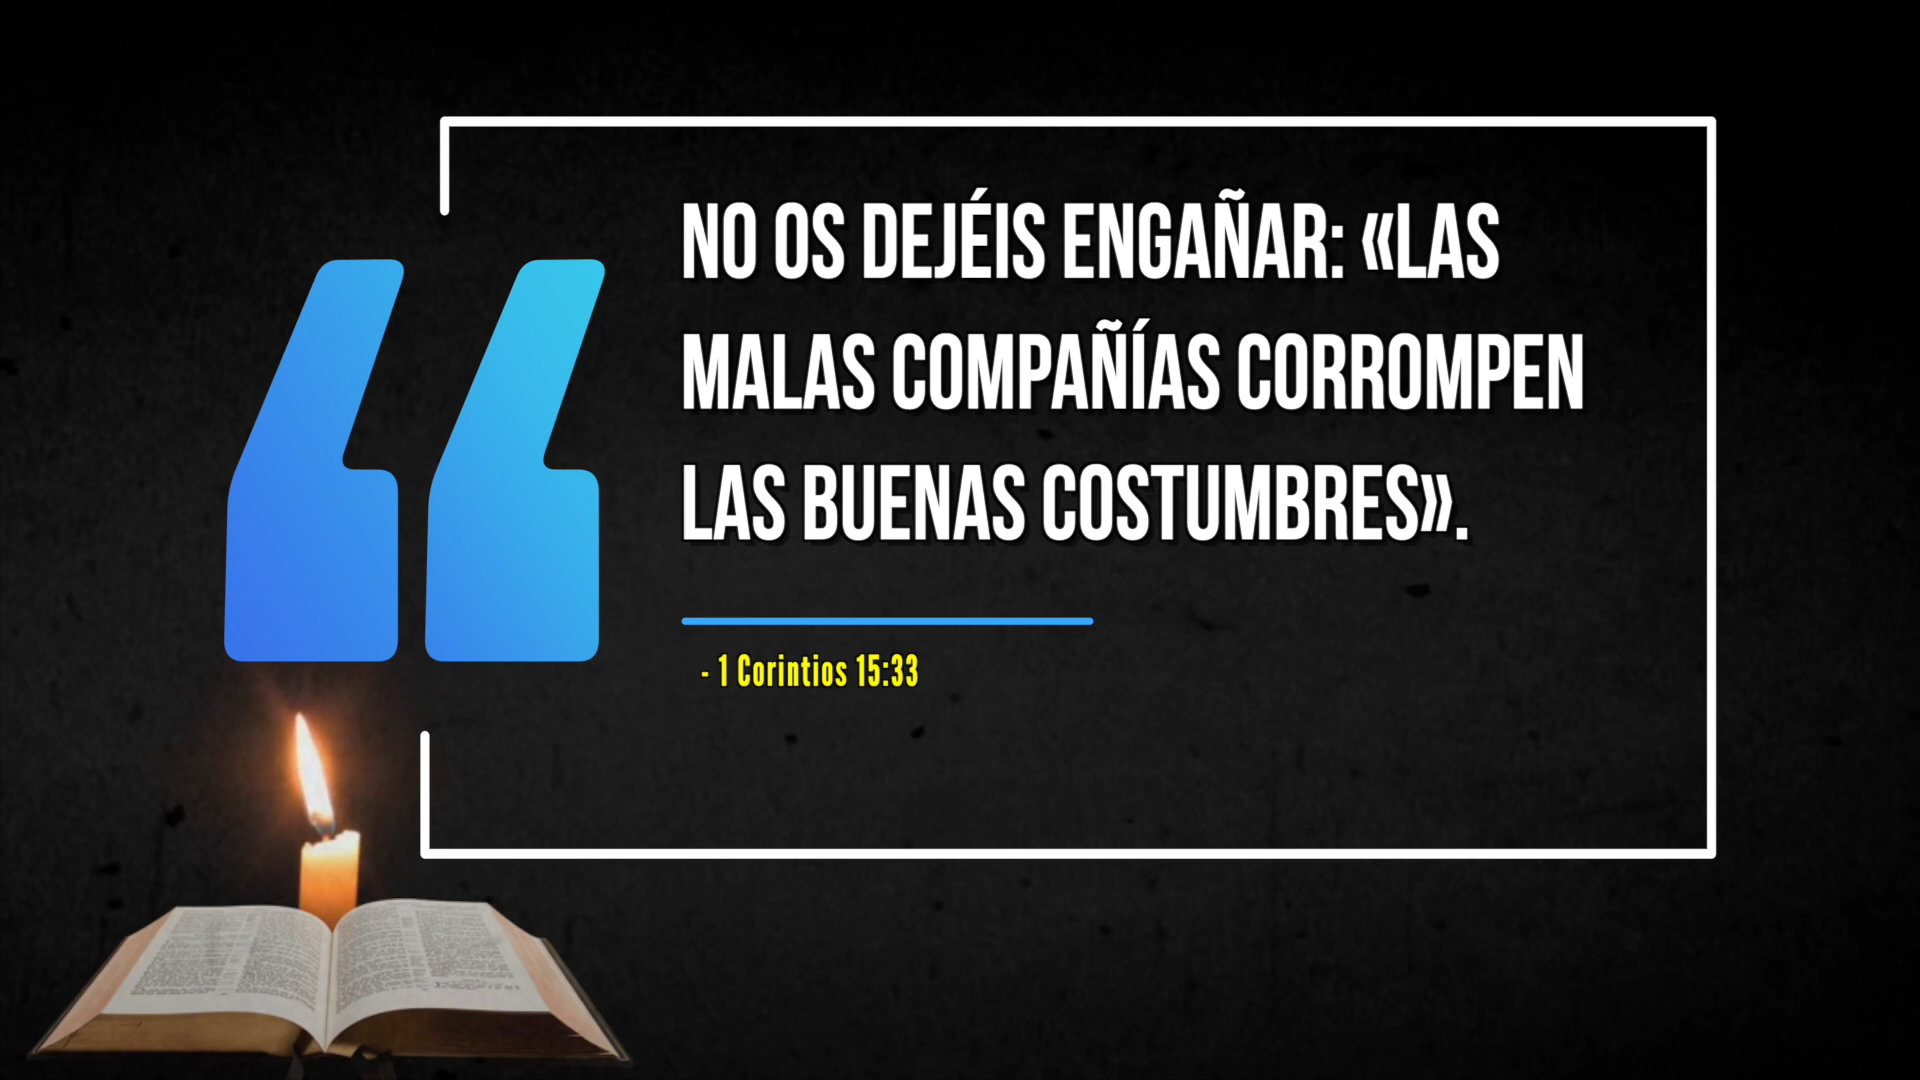 NO OS DEJÉIS ENGAÑAR: «LAS
MALAS COMPAÑÍAS CORROMPEN
LAS BUENAS COSTUMBRES».
- 1 Corintios 15:33